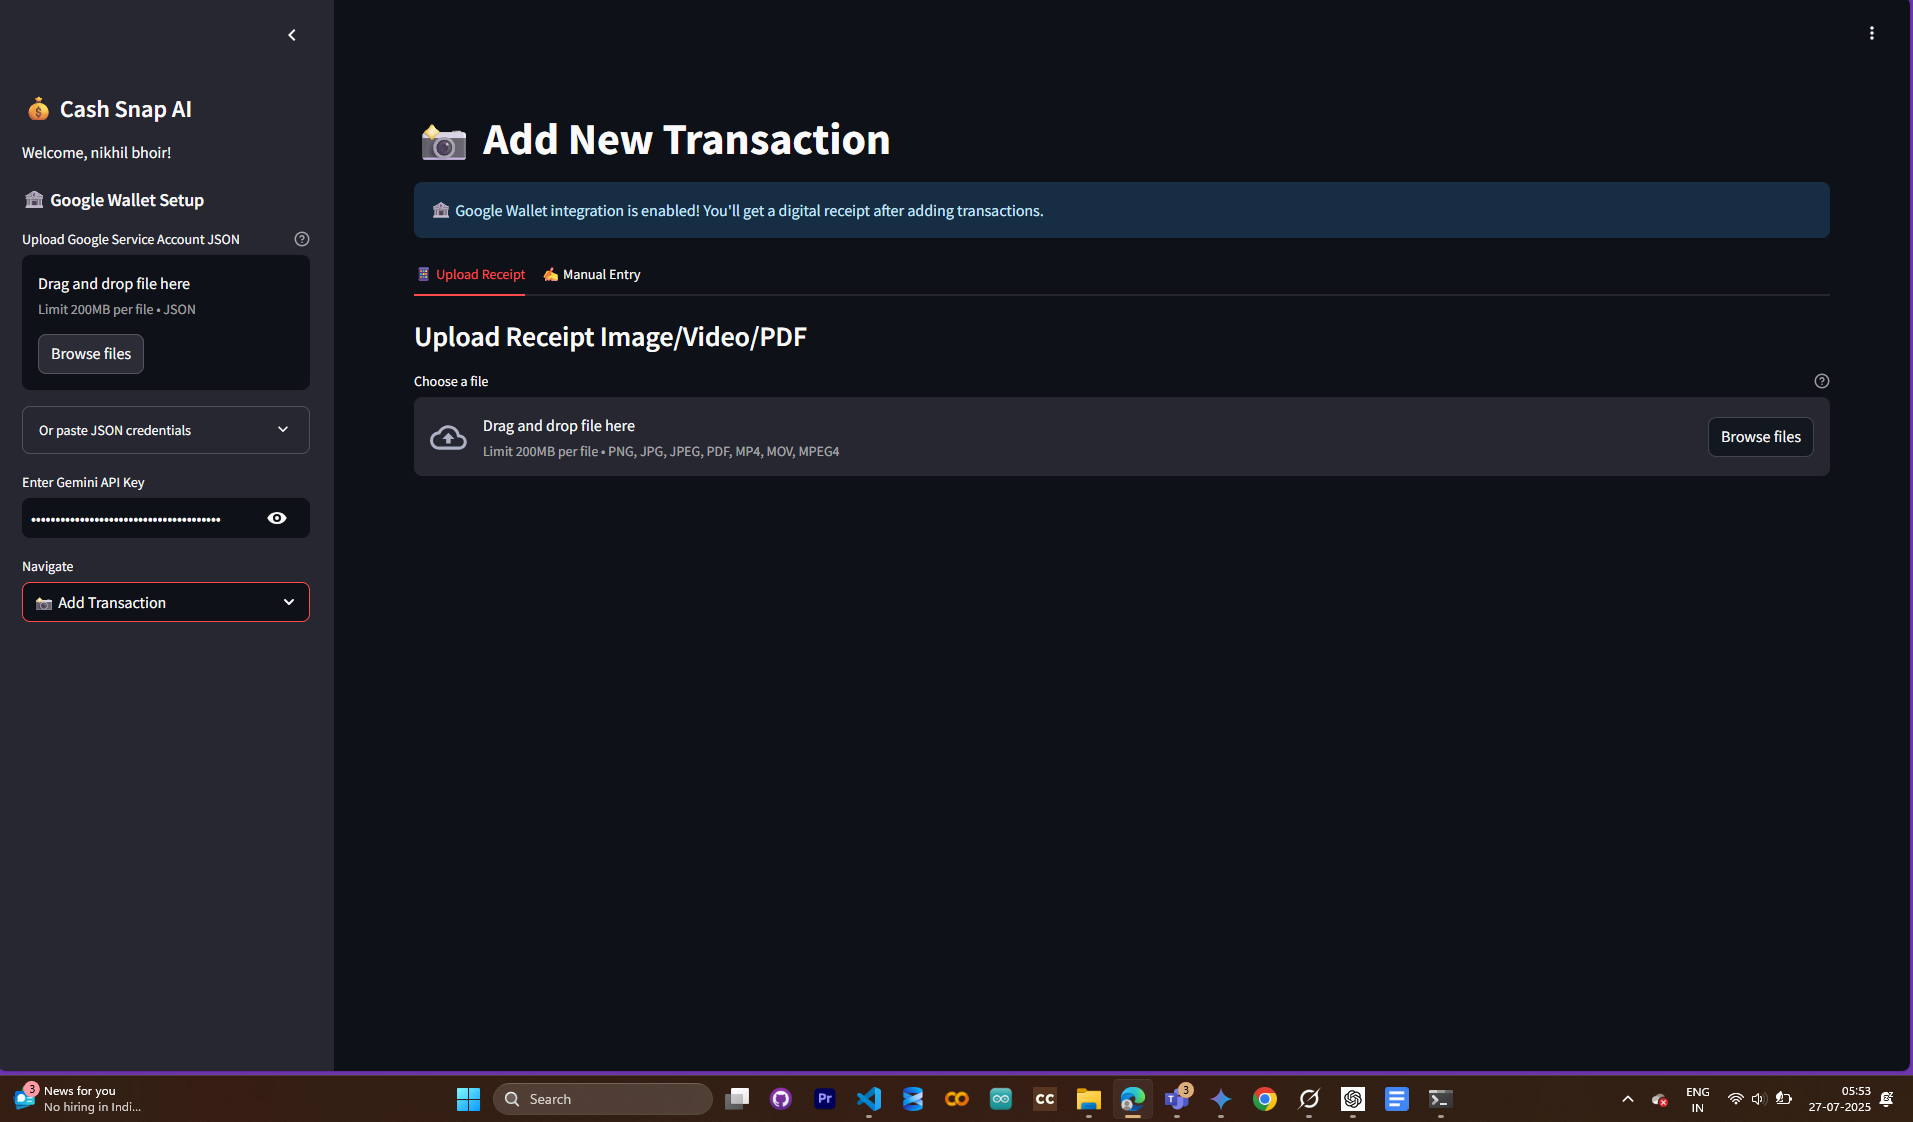 Cash Snap AI
Welcome, nikhil bhoir!
Google Wallet Setup
Upload Google Service Account JSON
Drag and drop file here
Limit 200MB per file • JSON
Browse files
Or paste JSON credentials
Enter Gemini API Key
Navigate
Add Transaction
Add New Transaction
Google Wallet integration is enabled! You'll get a digital receipt after adding transactions.
Upload Receipt
Manual Entry
Upload Receipt Image/Video/PDF
Choose a file
Drag and drop file here
Limit 200MB per file • PNG, JPG, JPEG, PDF, MP4, MOV, MPEG4
Browse files
3
News for you
No hiring in Indi...
Search
Pr
CC
3
ENG
IN
05:53
27-07-2025